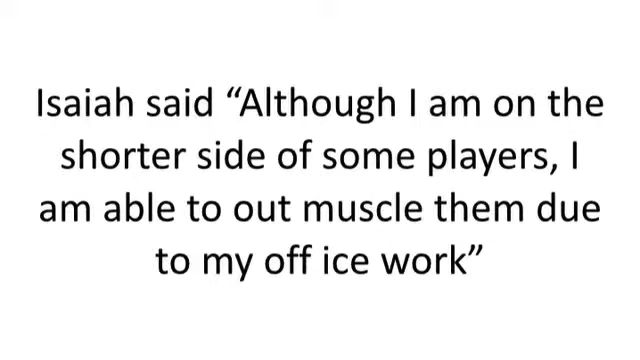 Isaiah said “Although I am on the
shorter side of some players, I
am able to out muscle them due
to my off ice work”